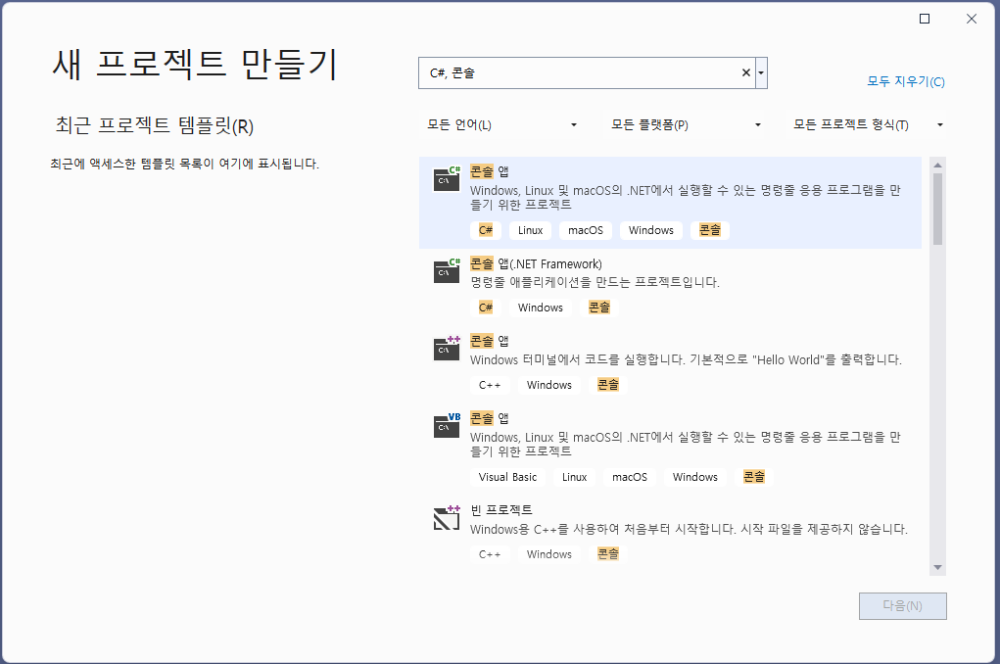 새 프로젝트 만들기
C#, 콘솔
모두 지우기(C)
최근 프로젝트 템플릿(R)
최근에 액세스한 템플릿 목록이 여기에 표시됩니다.
모든 언어(L)
모든 플랫폼(P)
모든 프로젝트 형식(T)
C#
C:\
콘솔 앱
Windows, Linux 및 macOS의 .NET에서 실행할 수 있는 명령줄 응용 프로그램을 만
들기 위한 프로젝트
C# Linux macOS Windows 콘솔
C#
C:\
콘솔 앱(.NET Framework)
명령줄 애플리케이션을 만드는 프로젝트입니다.
C# Windows 콘솔
++
C:\
콘솔 앱
Windows 터미널에서 코드를 실행합니다. 기본적으로 "Hello World"를 출력합니다.
C++ Windows 콘솔
VB
C:\
콘솔 앱
Windows, Linux 및 macOS의 .NET에서 실행할 수 있는 명령줄 응용 프로그램을 만
들기 위한 프로젝트
Visual Basic Linux macOS Windows 콘솔
++
빈 프로젝트
Windows용 C++를 사용하여 처음부터 시작합니다. 시작 파일을 제공하지 않습니다.
C++ Windows 콘솔
다음(N)